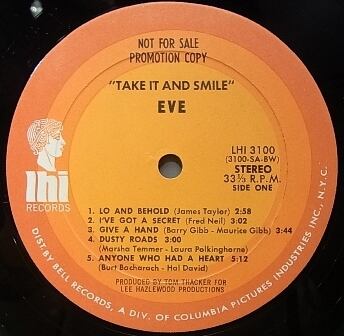 NOT FOR SALE
PROMOTION COPY
"TAKE IT AND SMILE"
EVE
lhi
RECORDS
LHI 3100
(3100-SA-BW)
STEREO
33⅓ R.P.M.
SIDE ONE
1. LO AND BEHOLD (James Taylor) 2:58
2. I'VE GOT A SECRET (Fred Neil) 3:02
3. GIVE A HAND (Barry Gibb - Maurice Gibb) 3:44
4. DUSTY ROADS 3:00
(Marsha Temmer - Laura Polkinghorne)
5. ANYONE WHO HAD A HEART 5:12
(Burt Bacharach - Hal David)
PRODUCED BY TOM THACKER FOR
LEE HAZLEWOOD PRODUCTIONS
DIST. BY BELL RECORDS, A DIV. OF COLUMBIA PICTURES INDUSTRIES INC., N.Y.C.